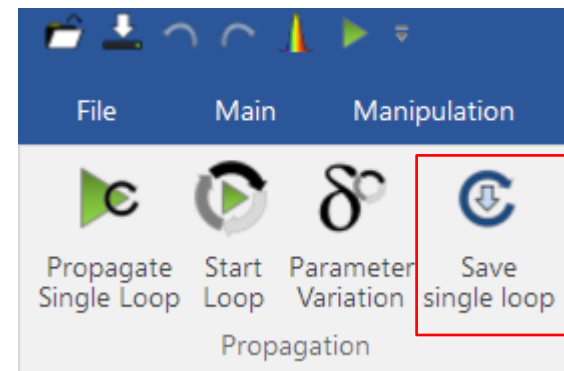 File Main Manipulation
Propagate Start Parameter Save
Single Loop Loop Variation single loop
Propagation